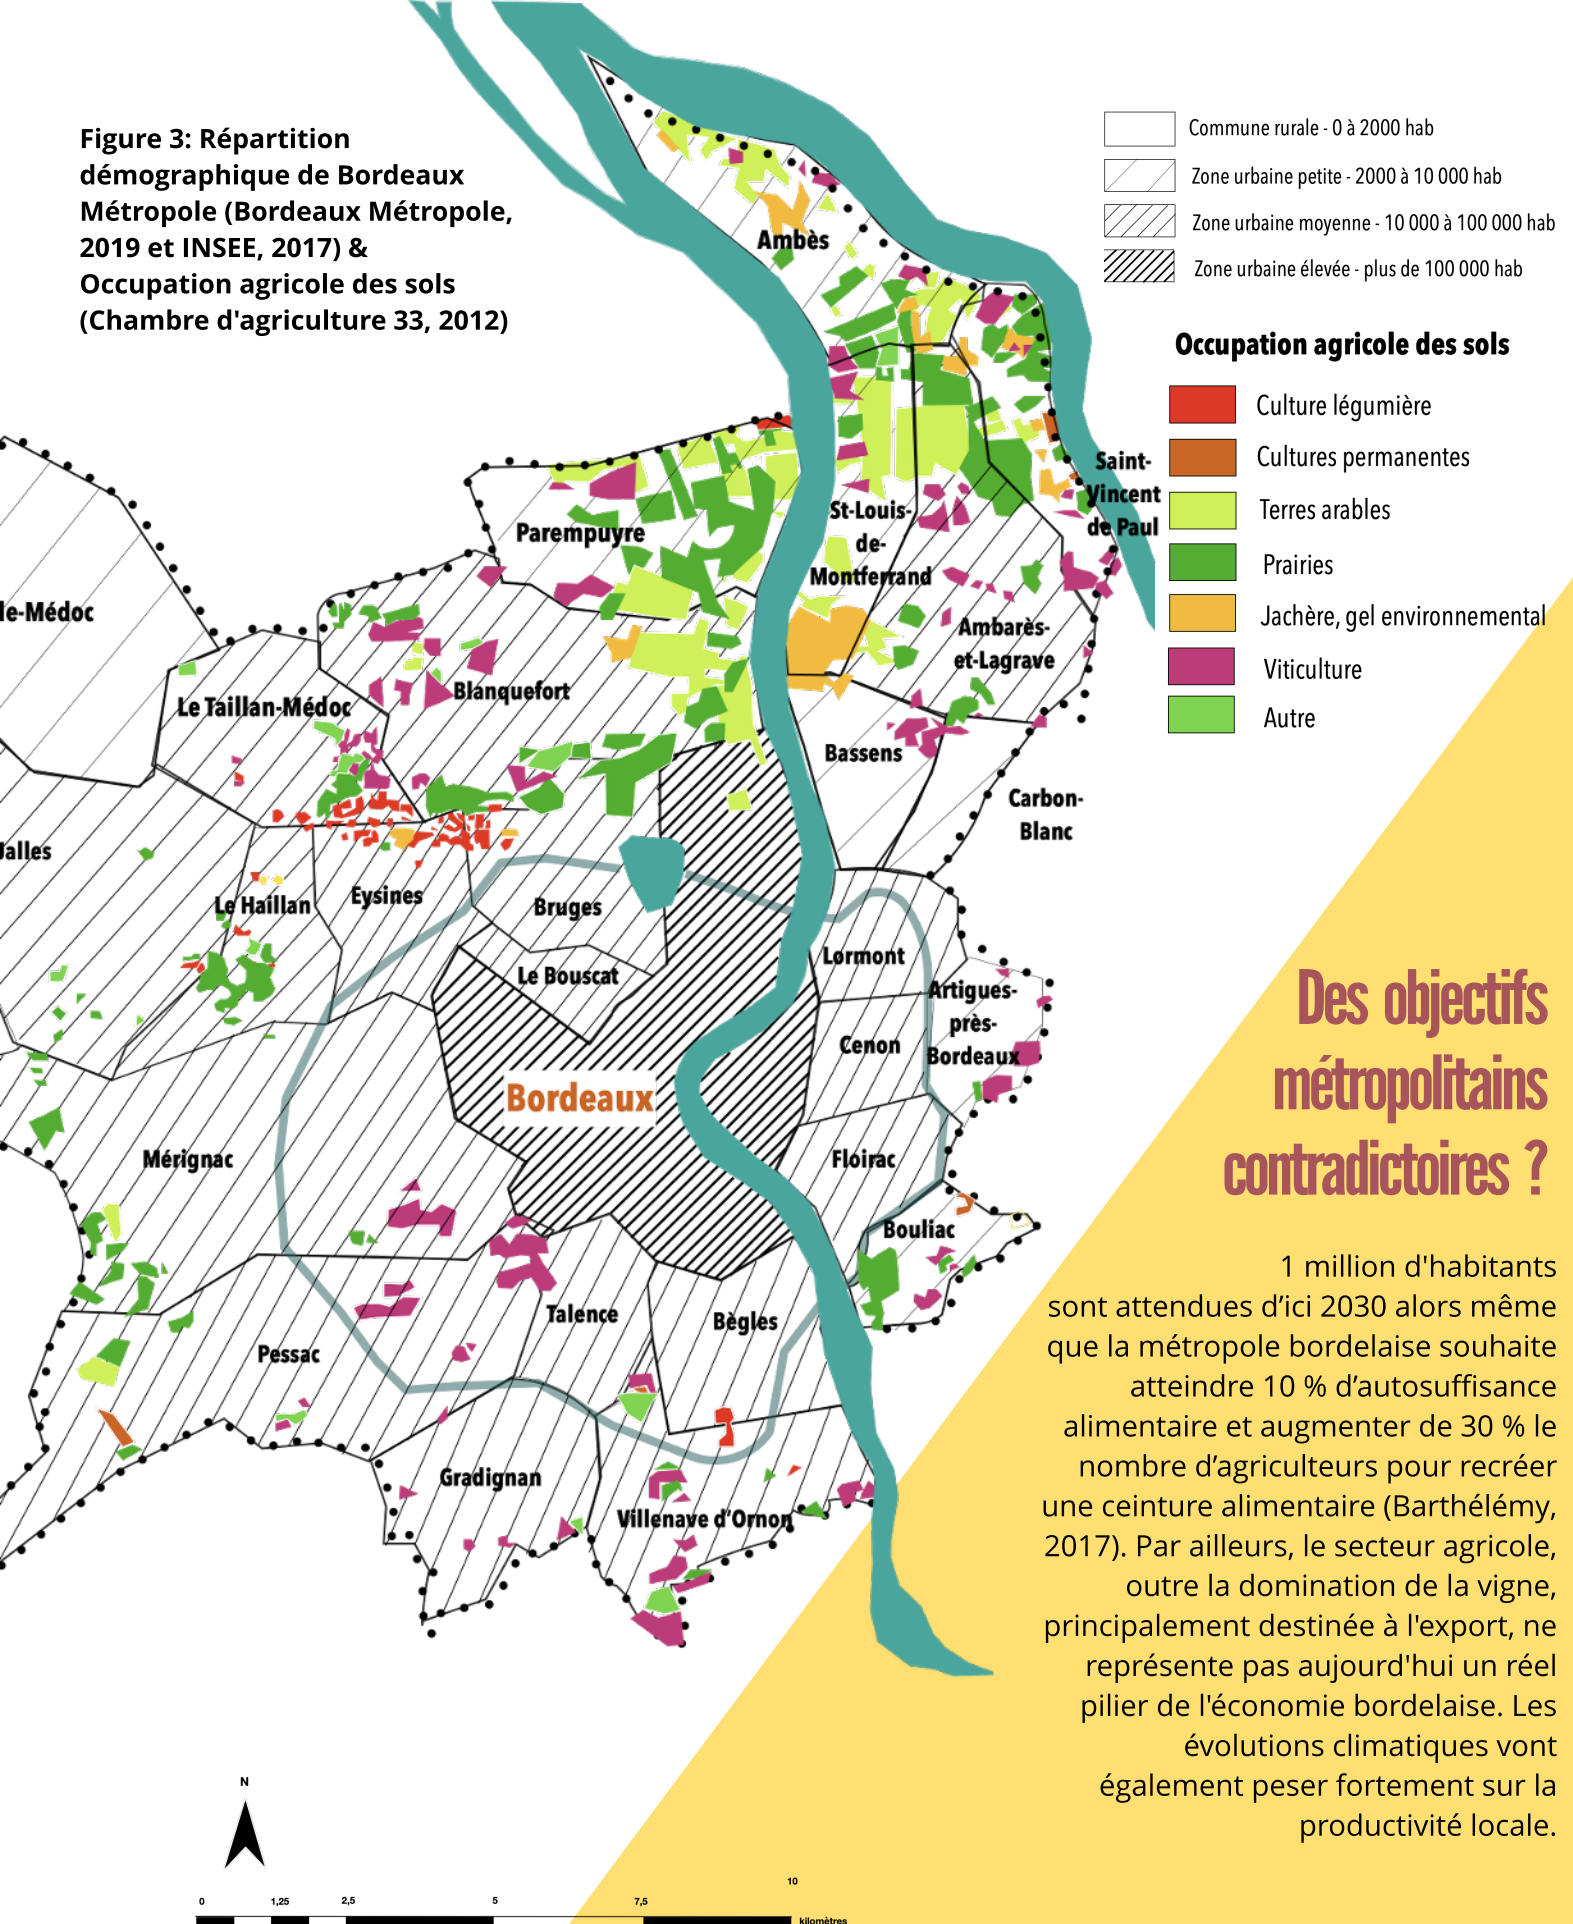 Figure 3: Répartition
démographique de Bordeaux
Métropole (Bordeaux Métropole,
2019 et INSEE, 2017) &
Occupation agricole des sols
(Chambre d'agriculture 33, 2012)
Commune rurale - 0 à 2000 hab
Zone urbaine petite - 2000 à 10 000 hab
Zone urbaine moyenne - 10 000 à 100 000 hab
Zone urbaine élevée - plus de 100 000 hab
Occupation agricole des sols
Culture légumière
Cultures permanentes
Terres arables
Prairies
Jachère, gel environnemental
Viticulture
Autre
Ambès
Saint-
Vincent
de Paul
Parempuyre
St-Louis-
de-
Montferrand
le-Médoc
Ambarès-
et-Lagrave
Blanquefort
Le Taillan-Médoc
Bassens
Carbon-
Blanc
Jalles
Le Haillan
Eysines
Bruges
Le Bouscat
Lormont
Artigues-
près-
Bordeaux
Cenon
Bordeaux
Mérignac
Floirac
Bouliac
Talence
Bègles
Pessac
Gradignan
Villenave d'Ornon
Des objectifs
métropolitains
contradictoires ?
1 million d'habitants
sont attendues d’ici 2030 alors même
que la métropole bordelaise souhaite
atteindre 10 % d’autosuffisance
alimentaire et augmenter de 30 % le
nombre d’agriculteurs pour recréer
une ceinture alimentaire (Barthélémy,
2017). Par ailleurs, le secteur agricole,
outre la domination de la vigne,
principalement destinée à l'export, ne
représente pas aujourd'hui un réel
pilier de l'économie bordelaise. Les
évolutions climatiques vont
également peser fortement sur la
productivité locale.
N
0 1,25 2,5 5 7,5 10
kilomètres